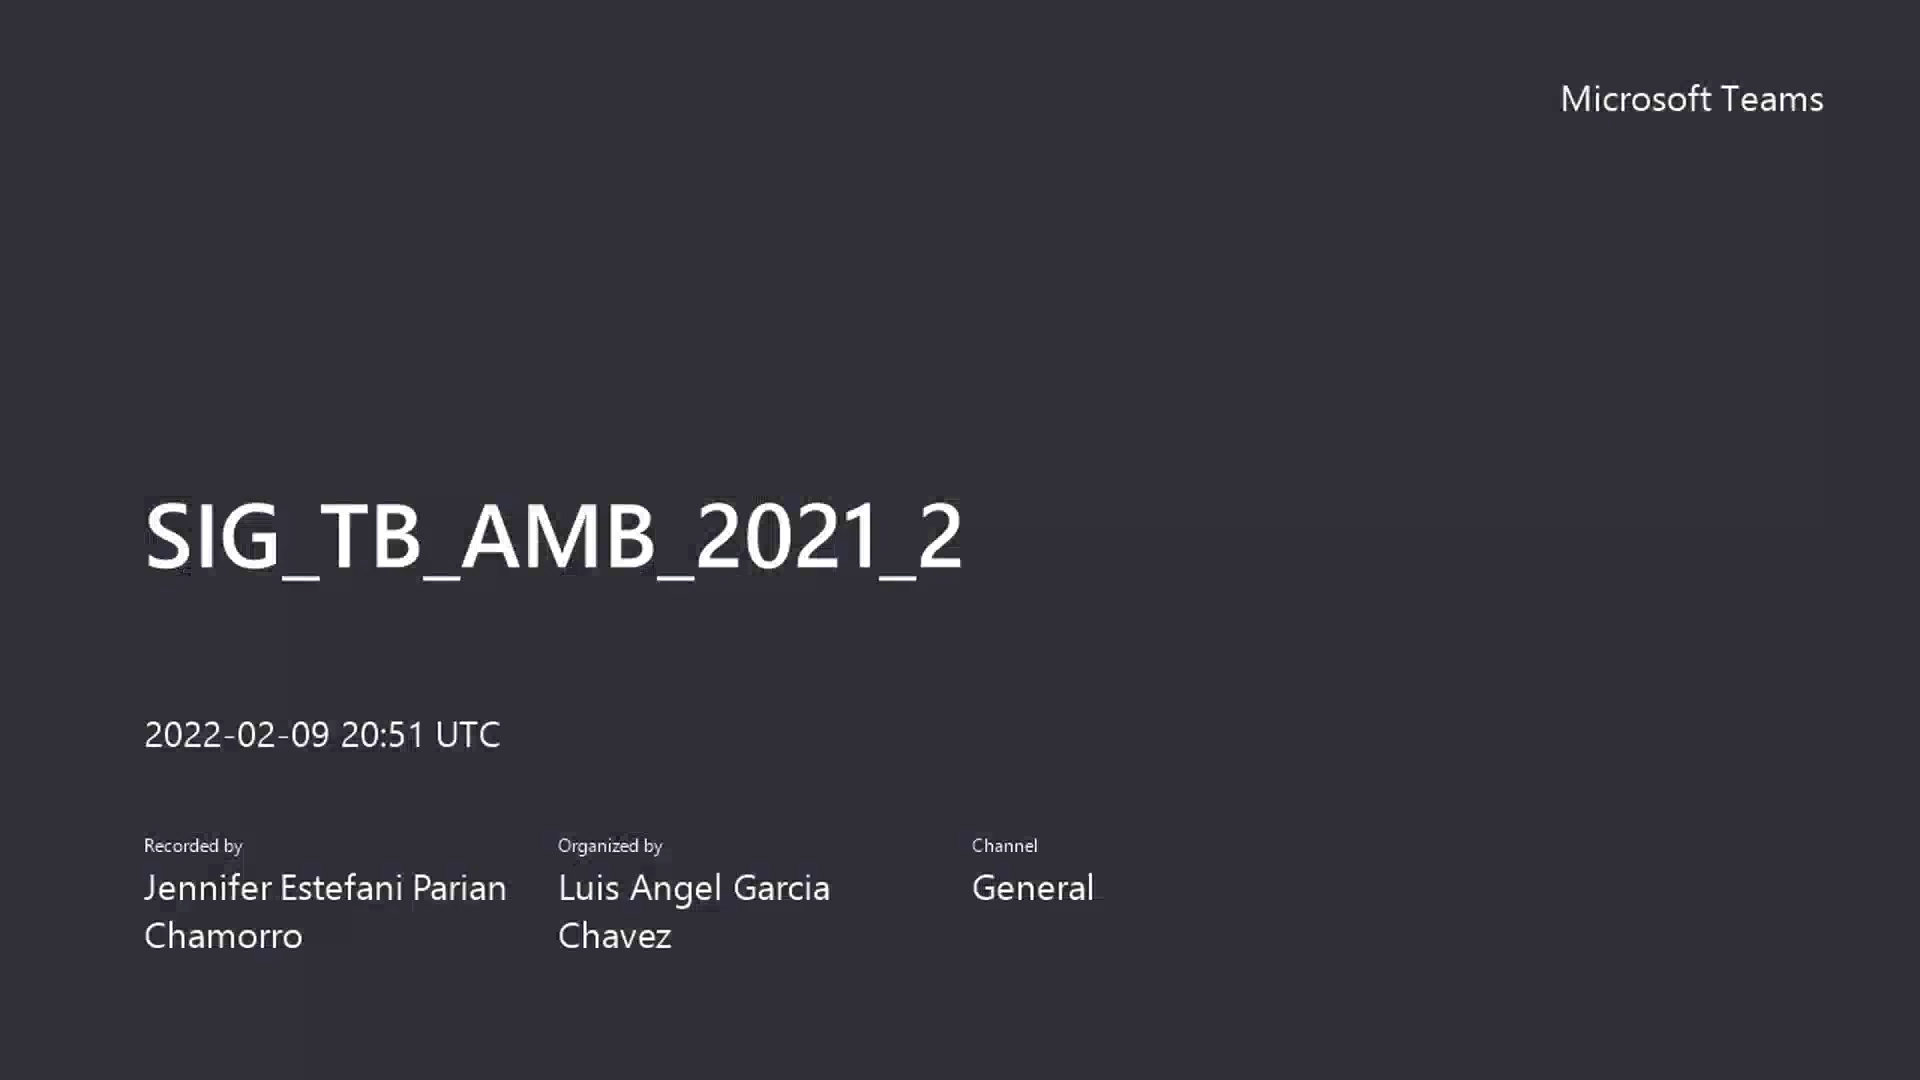 Microsoft Teams
SIG_TB_AMB_2021_2
2022-02-09 20:51 UTC
Recorded by
Jennifer Estefani Parian
Chamorro
Organized by
Luis Angel Garcia
Chavez
Channel
General